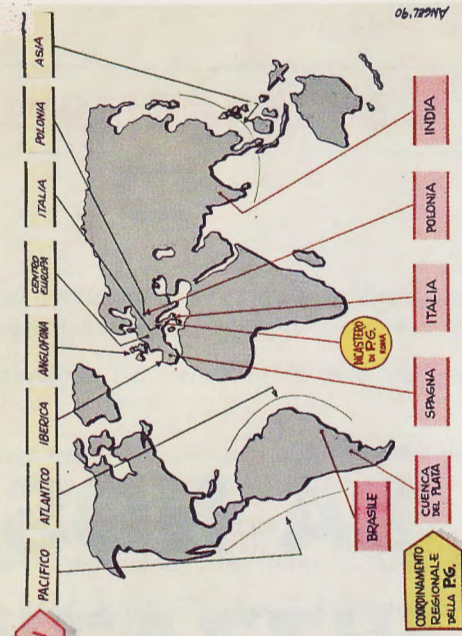 PACIFICO
ATLANTICO
IBERICA
ANGLOFONA
CENTRO
EUROPA
ITALIA
POLONIA
ASIA
BRASILE
CUENCA
DEL PLATA
SPAGNA
DICASTERO
DI P.G.
ROMA
ITALIA
POLONIA
INDIA
COORDINAMENTO
REGIONALE
DELLA P.G.
ANGEL '90